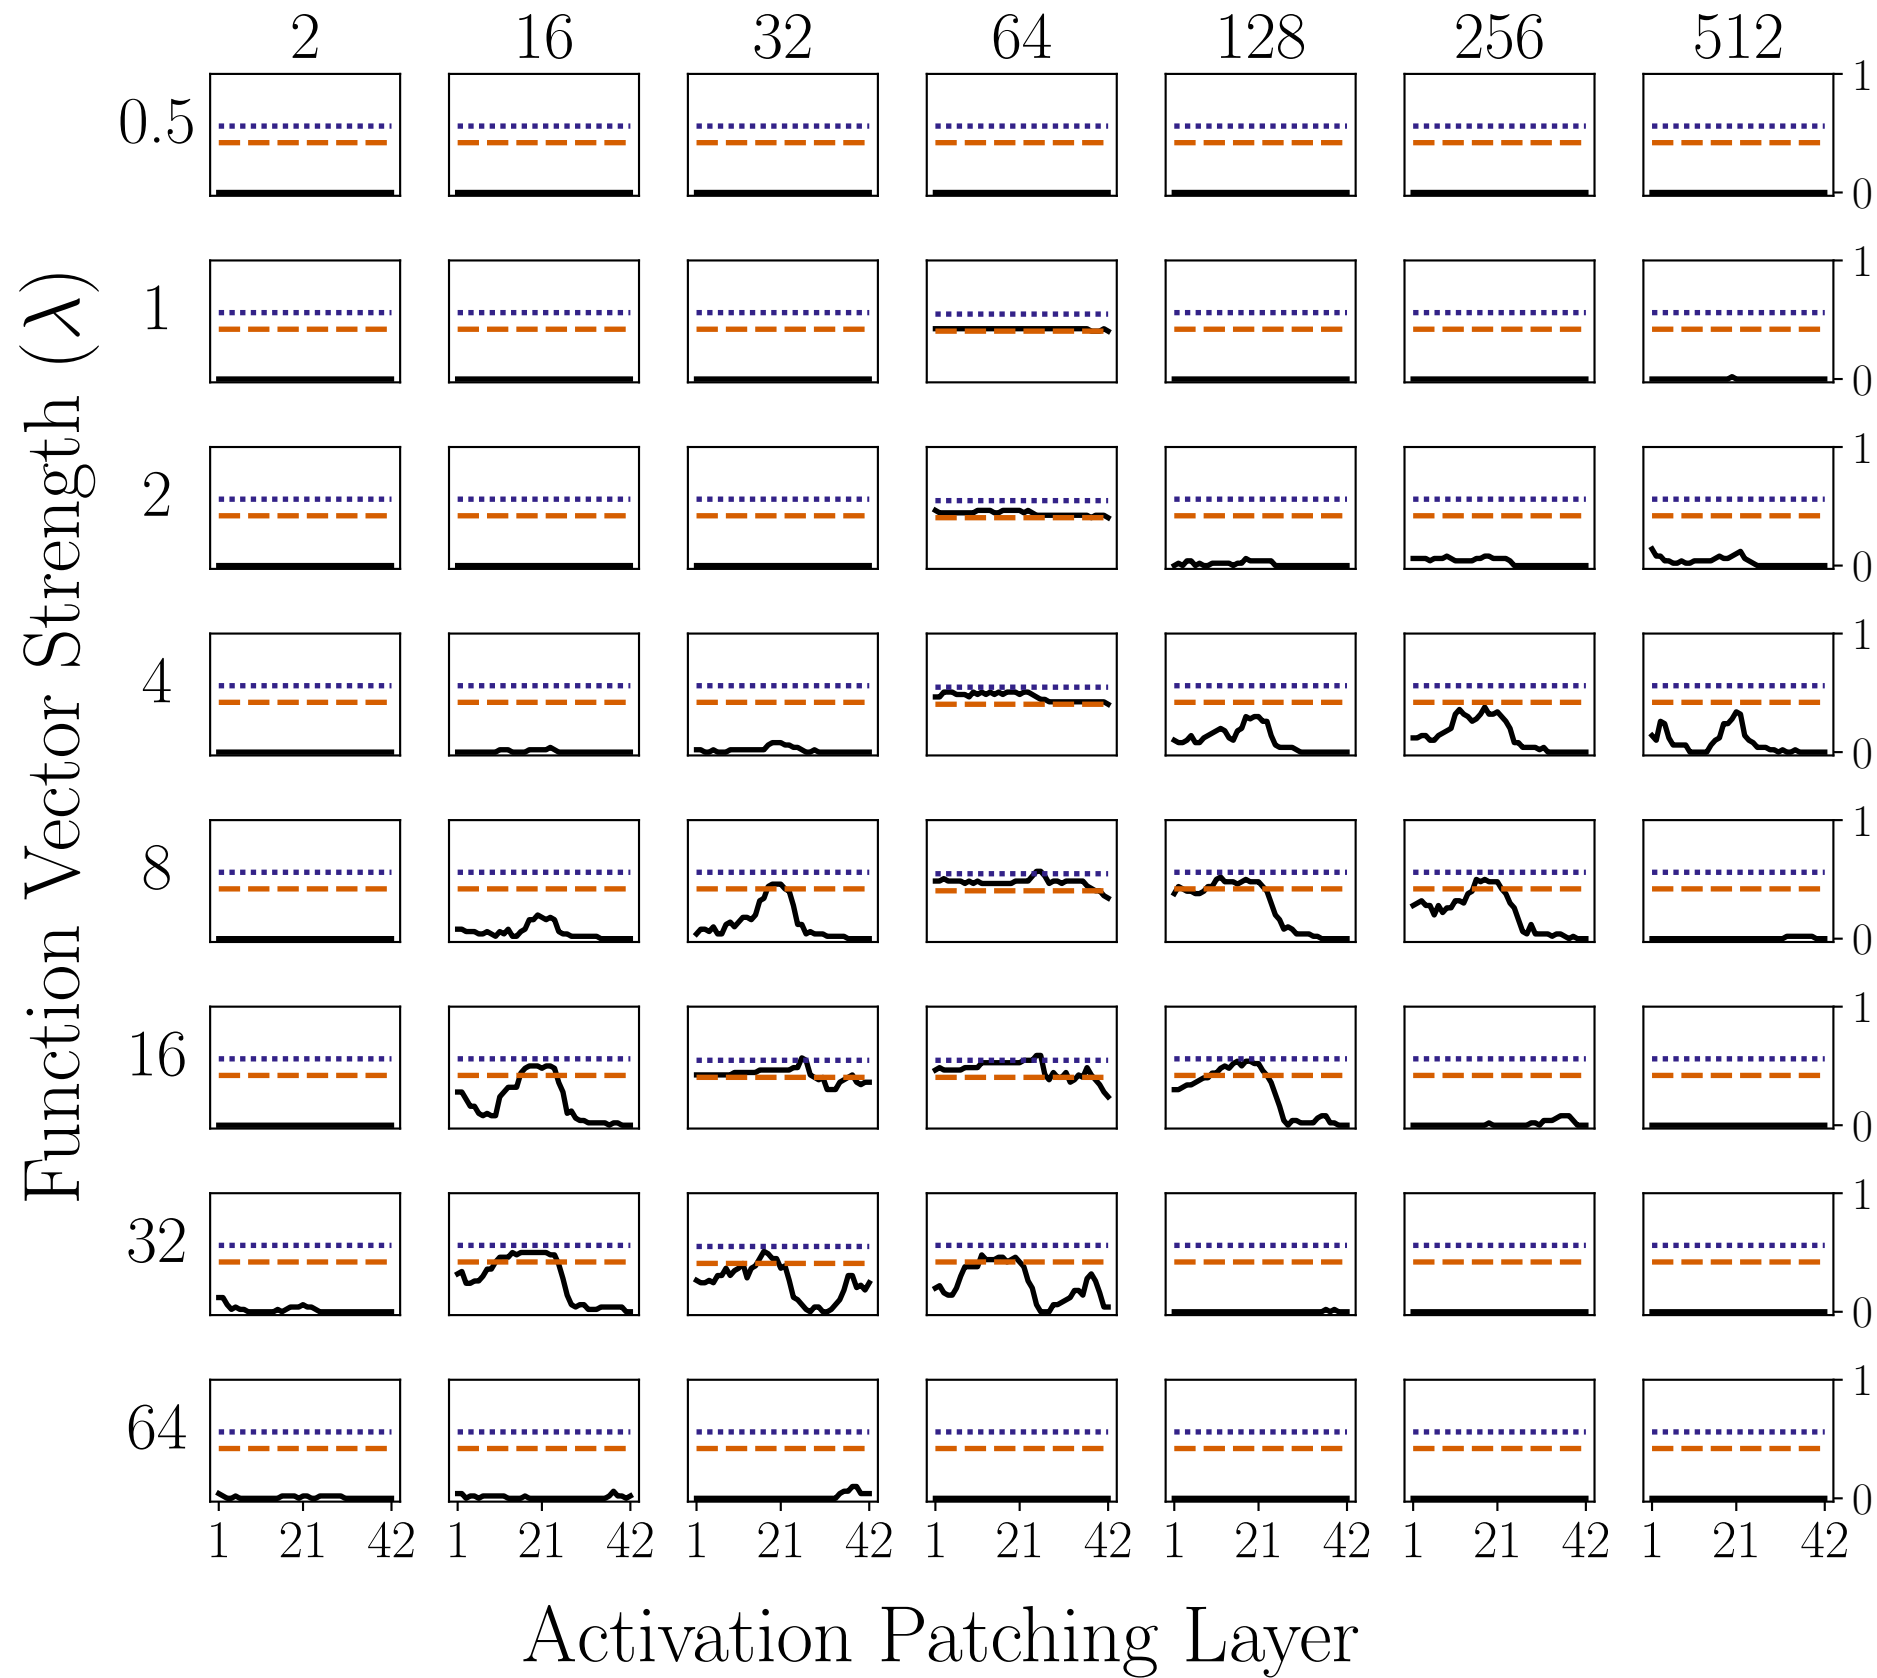 2 16 32 64 128 256 512
Function Vector Strength (λ)
0.5 1 0
1 1 0
2 1 0
4 1 0
8 1 0
16 1 0
32 1 0
64 1 0
1 21 42 1 21 42 1 21 42 1 21 42 1 21 42 1 21 42 1 21 42
Activation Patching Layer